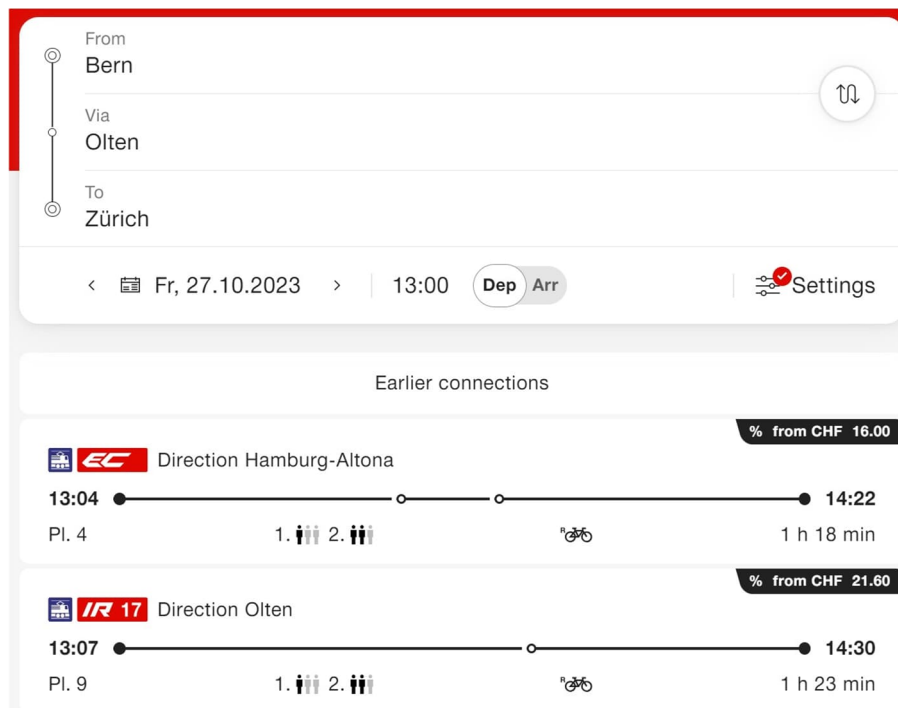 From
Bern
Via
Olten
To
Zürich
Fr, 27.10.2023 13:00 Dep Arr Settings
Earlier connections
% from CHF 16.00
EC Direction Hamburg-Altona
13:04 14:22
Pl. 4 1. 2. R 1 h 18 min
% from CHF 21.60
IR 17 Direction Olten
13:07 14:30
Pl. 9 1. 2. R 1 h 23 min